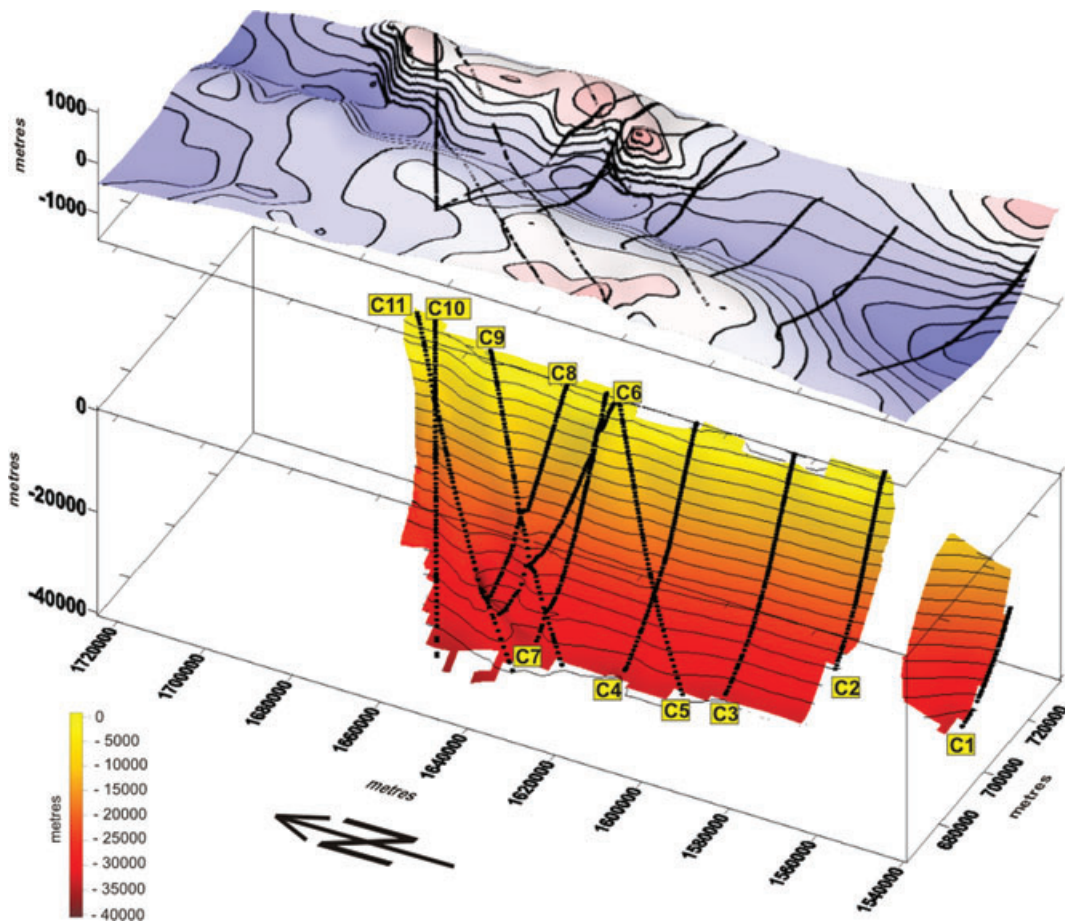 1000
0
-1000
metres
C11
C10
C9
C8
C6
0
-20000
-40000
metres
C7
C4
C5
C3
C2
C1
1720000
1700000
1680000
1660000
1640000
1620000
1600000
1580000
1560000
1540000
metres
680000
700000
720000
metres
0
- 5000
- 10000
- 15000
- 20000
- 25000
- 30000
- 35000
- 40000
metres
N